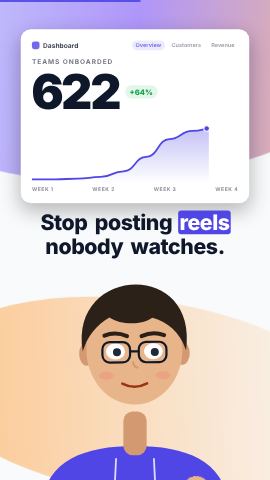 Dashboard
Overview Customers Revenue
TEAMS ONBOARDED
622 +64%
WEEK 1 WEEK 2 WEEK 3 WEEK 4
Stop posting reels
nobody watches.